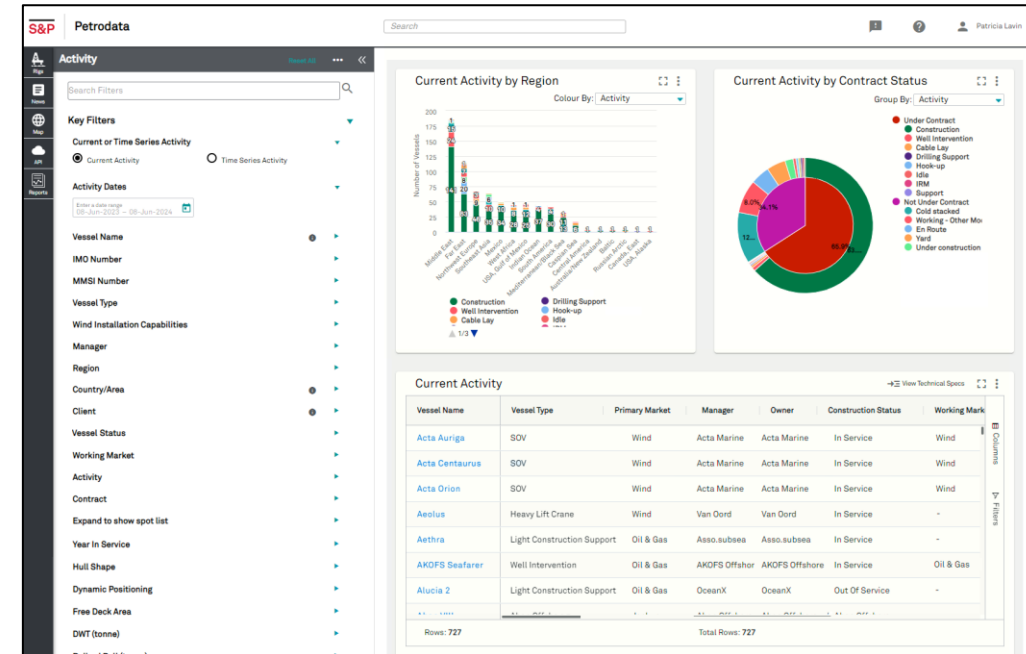 S&P Petrodata
Search
Patricia Lavin
Rigs
News
Map
API
Reports
Activity
Reset All
Search Filters
Key Filters
Current or Time Series Activity
Current Activity
Time Series Activity
Activity Dates
Enter a date range
08-Jun-2023 – 08-Jun-2024
Vessel Name
IMO Number
MMSI Number
Vessel Type
Wind Installation Capabilities
Manager
Region
Country/Area
Client
Vessel Status
Working Market
Activity
Contract
Expand to show spot list
Year In Service
Hull Shape
Dynamic Positioning
Free Deck Area
DWT (tonne)
Current Activity by Region
Colour By: Activity
Number of Vessels
200
175
150
125
100
75
50
25
0
Middle East
Far East
Northwest Europe
Southeast Asia
Mexico
West Africa
USA, Gulf of Mexico
Indian Ocean
South America
Mediterranean/Black Sea
Caspian Sea
Central America
Australia/New Zealand
Baltic
Russian Arctic
Canada, East
USA, Alaska
Construction
Well Intervention
Cable Lay
Drilling Support
Hook-up
Idle
1/3
Current Activity by Contract Status
Group By: Activity
Under Contract
Construction
Well Intervention
Cable Lay
Drilling Support
Hook-up
Idle
IRM
Support
Not Under Contract
Cold stacked
Working - Other Mo
En Route
Yard
Under construction
8.0%
34.1%
12...
Current Activity
View Technical Specs
Vessel Name Vessel Type Primary Market Manager Owner Construction Status Working Mark
Acta Auriga SOV Wind Acta Marine Acta Marine In Service Wind
Acta Centaurus SOV Wind Acta Marine Acta Marine In Service Wind
Acta Orion SOV Wind Acta Marine Acta Marine In Service Wind
Aeolus Heavy Lift Crane Wind Van Oord Van Oord In Service -
Aethra Light Construction Support Oil & Gas Asso.subsea Asso.subsea In Service -
AKOFS Seafarer Well Intervention Oil & Gas AKOFS Offshor AKOFS Offshore In Service Oil & Gas
Alucia 2 Light Construction Support Oil & Gas OceanX OceanX Out Of Service -
Columns
Filters
Rows: 727
Total Rows: 727